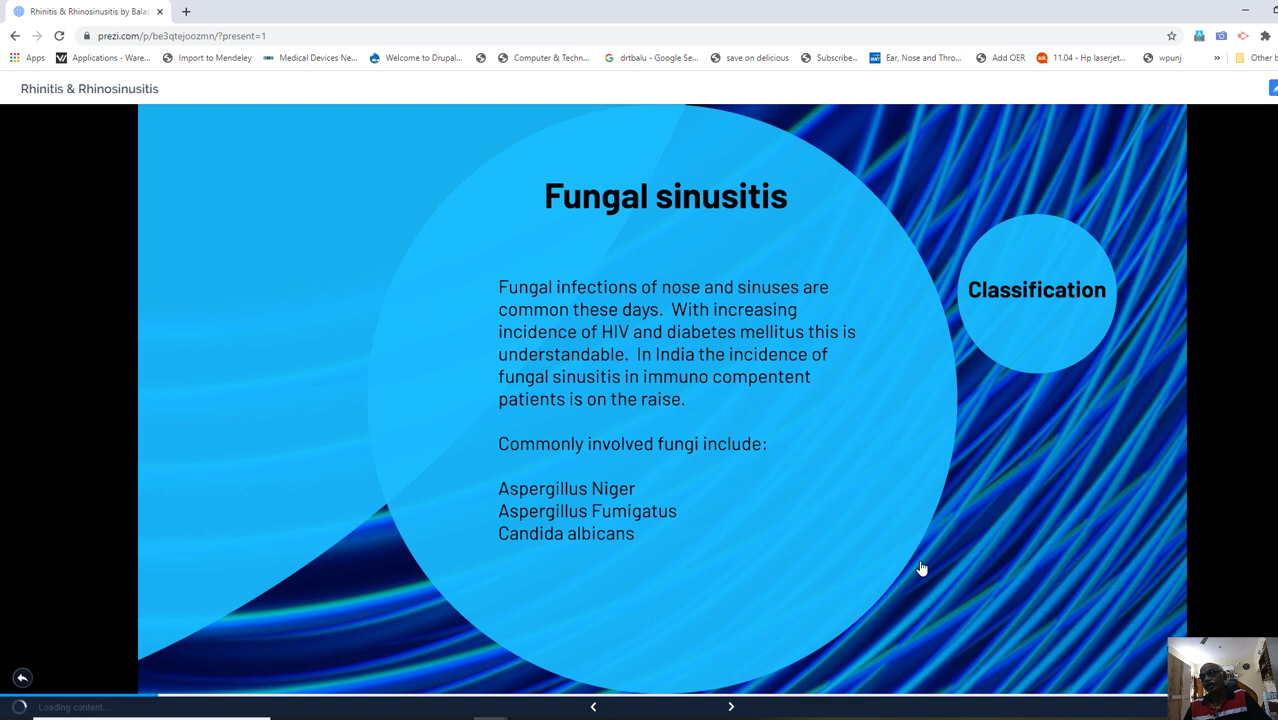 Rhinitis & Rhinosinusitis by Balas
prezi.com/p/be3qtejoozmn/?present=1
Apps Applications - Ware... Import to Mendeley Medical Devices Ne... Welcome to Drupal... Computer & Techn... drtbalu - Google Se... save on delicious Subscribe... Ear, Nose and Thro... Add OER 11.04 - Hp laserjet... wpunj » Other b
Rhinitis & Rhinosinusitis
Fungal sinusitis
Classification
Fungal infections of nose and sinuses are
common these days. With increasing
incidence of HIV and diabetes mellitus this is
understandable. In India the incidence of
fungal sinusitis in immuno compentent
patients is on the raise.
Commonly involved fungi include:
Aspergillus Niger
Aspergillus Fumigatus
Candida albicans
Loading content...